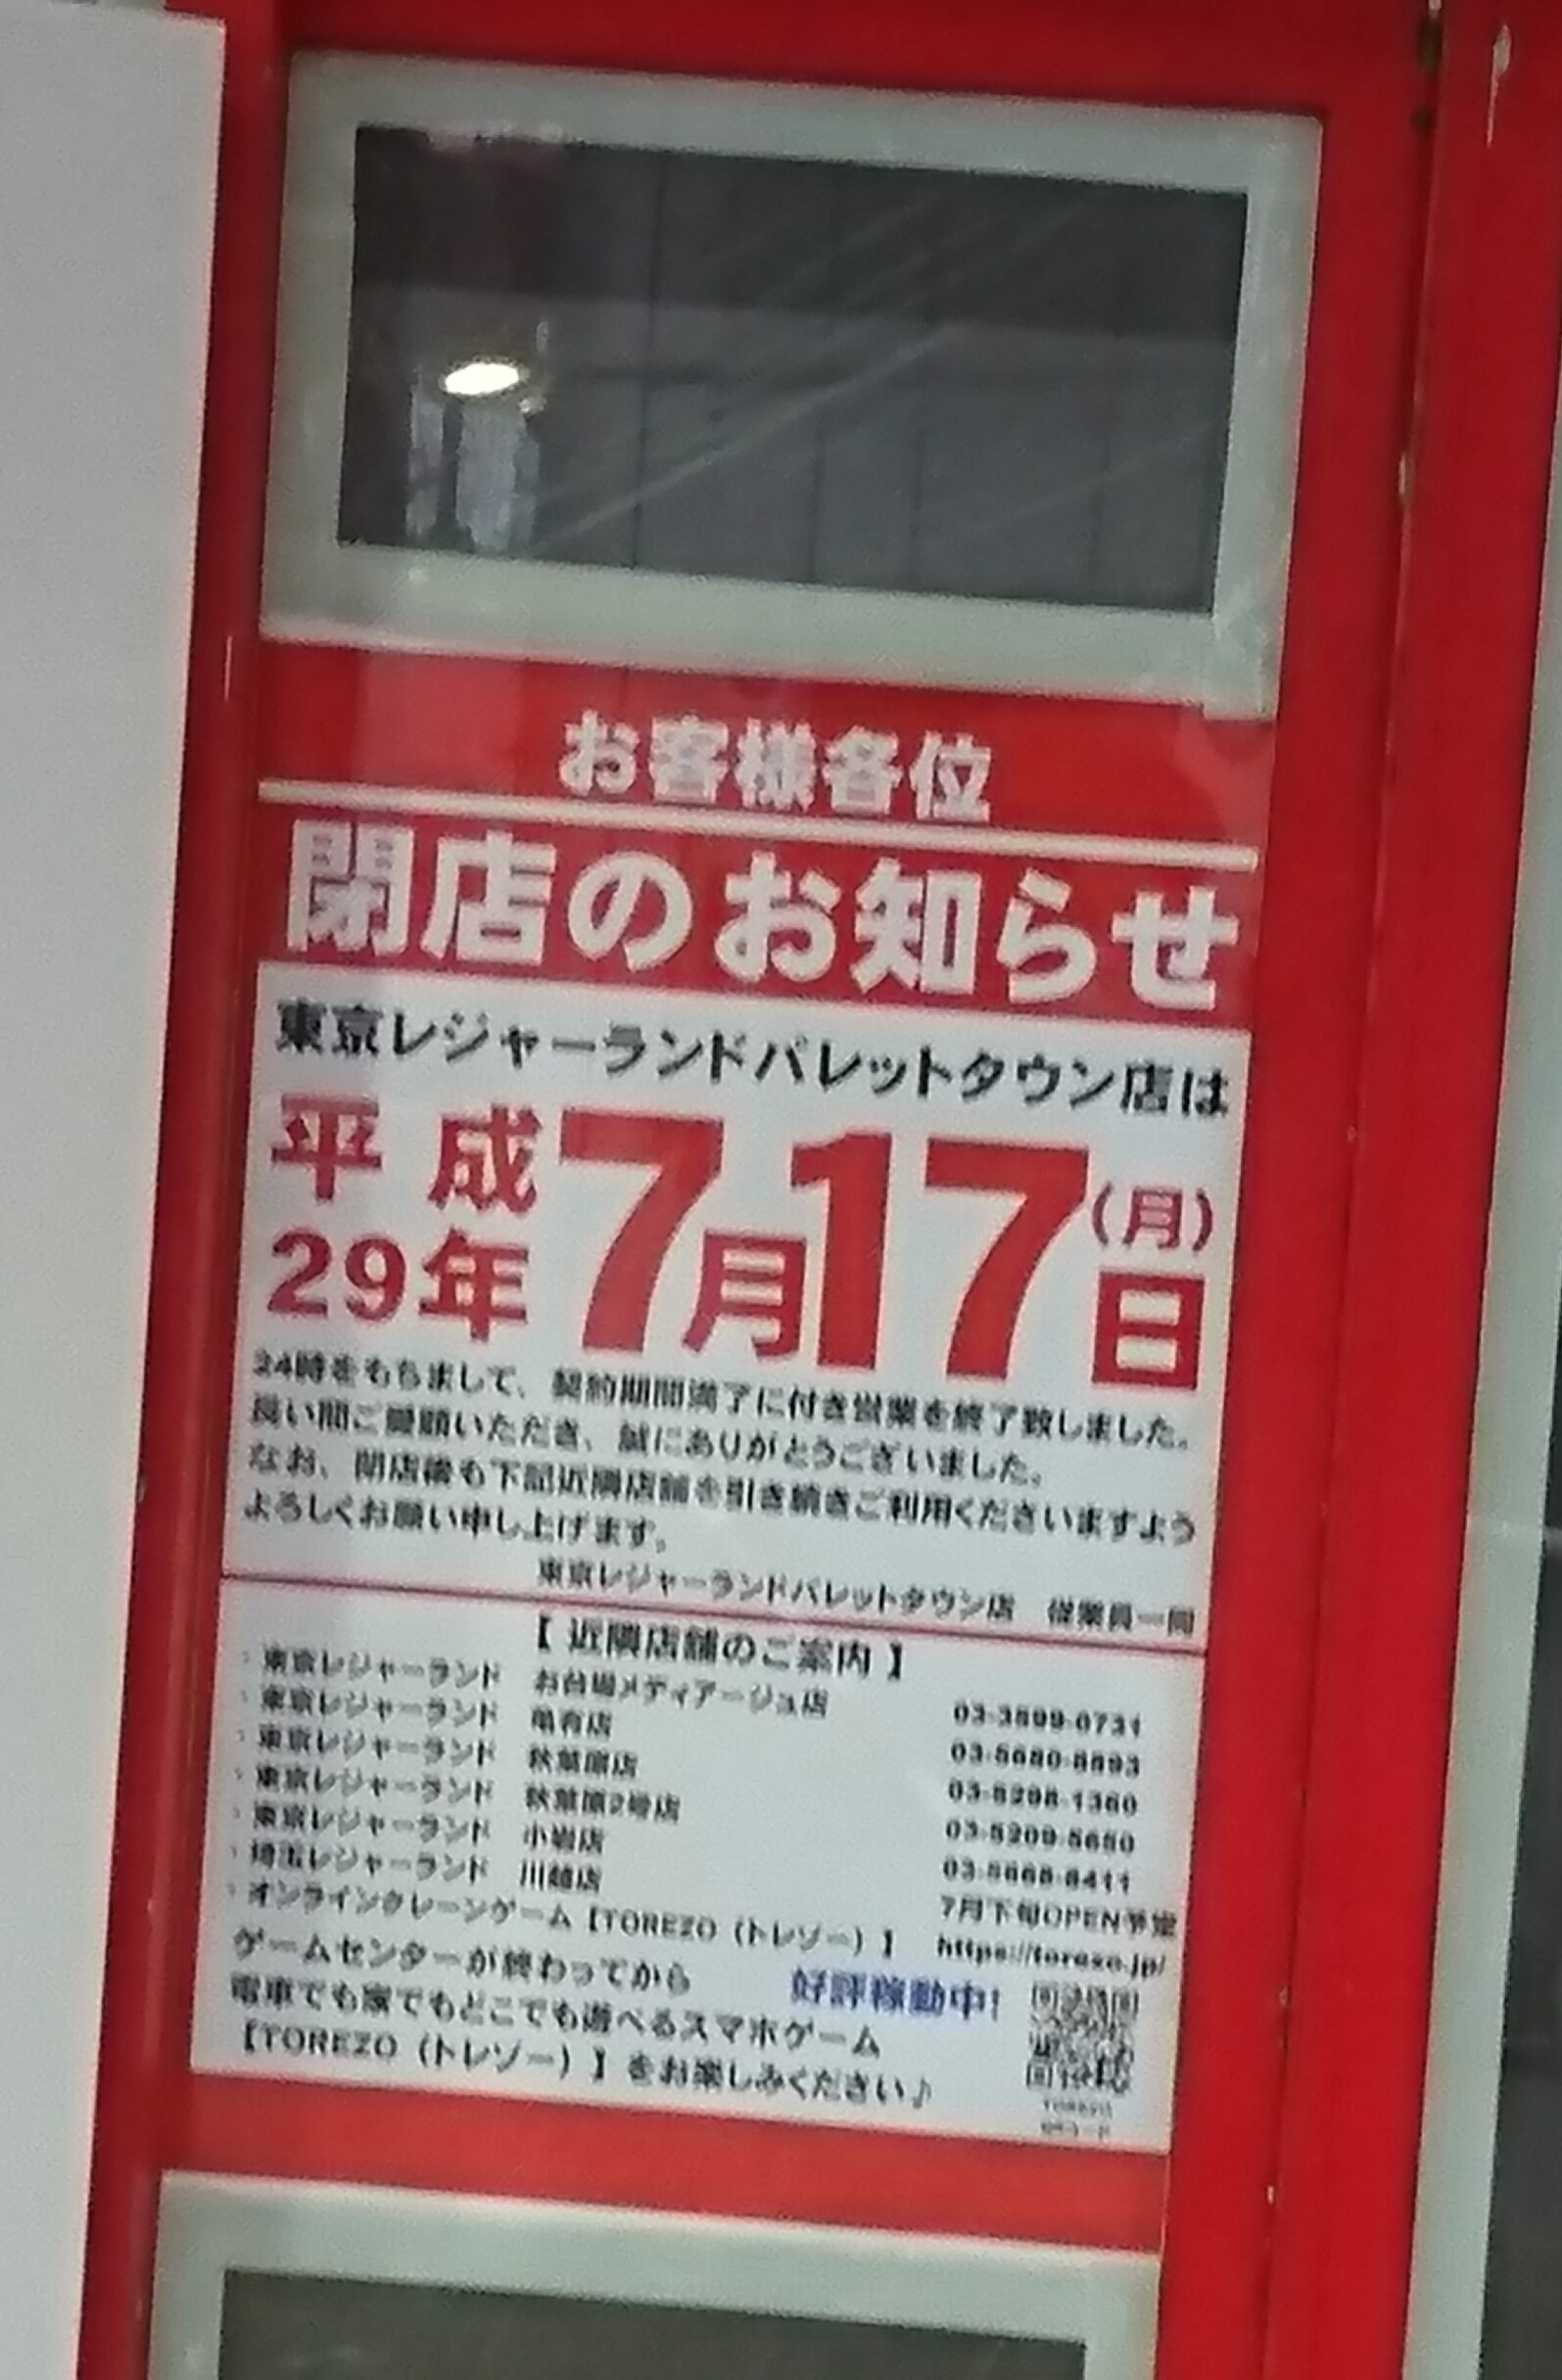 お客様各位
閉店のお知らせ
東京レジャーランドパレットタウン店は
平成29年7月17日(月)
24時をもちまして、契約期間満了に付き営業を終了致しました。
長い間ご愛顧いただき、誠にありがとうございました。
なお、閉店後も下記近隣店舗を引き続きご利用くださいますよう
よろしくお願い申し上げます。
東京レジャーランドパレットタウン店 従業員一同
【 近隣店舗のご案内 】
東京レジャーランド お台場メディアージュ店 03-3599-0731
東京レジャーランド 亀有店
東京レジャーランド 秋葉原店 03-5298-1360
東京レジャーランド 秋葉原2号店 03-5209-5650
東京レジャーランド 小岩店
埼玉レジャーランド 川越店 7月下旬OPEN予定
オンラインクレーンゲーム【TOREZO(トレゾー)】 https://torezo.jp/
ゲームセンターが終わってから 好評稼動中!
電車でも家でもどこでも遊べるスマホゲーム
【TOREZO(トレゾー)】をお楽しみください♪